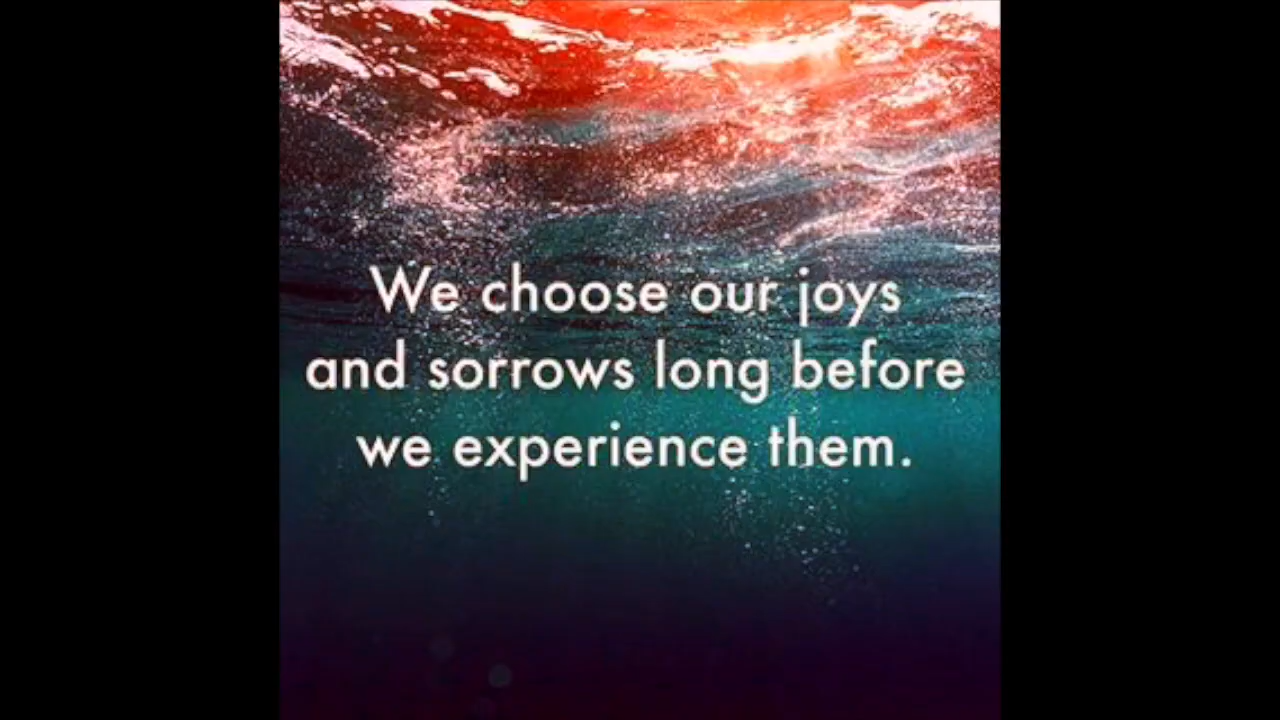 We choose our joys
and sorrows long before
we experience them.